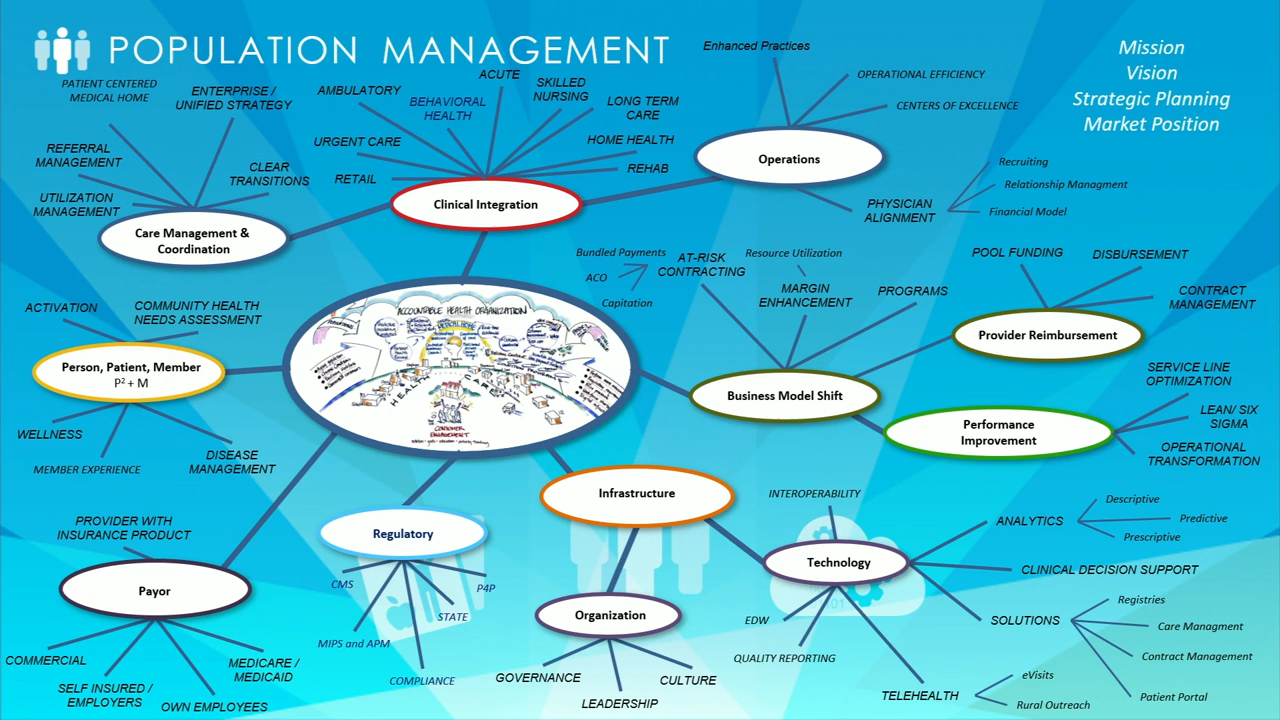 POPULATION MANAGEMENT
Mission
Vision
Strategic Planning
Market Position
PATIENT CENTERED
MEDICAL HOME
ENTERPRISE /
UNIFIED STRATEGY
REFERRAL
MANAGEMENT
CLEAR
TRANSITIONS
UTILIZATION
MANAGEMENT
Care Management &
Coordination
AMBULATORY
BEHAVIORAL
HEALTH
ACUTE
SKILLED
NURSING
LONG TERM
CARE
URGENT CARE
HOME HEALTH
RETAIL
REHAB
Clinical Integration
Enhanced Practices
OPERATIONAL EFFICIENCY
CENTERS OF EXCELLENCE
Operations
PHYSICIAN
ALIGNMENT
Recruiting
Relationship Managment
Financial Model
ACTIVATION
COMMUNITY HEALTH
NEEDS ASSESSMENT
Person, Patient, Member
P² + M
WELLNESS
MEMBER EXPERIENCE
DISEASE
MANAGEMENT
ACCOUNTABLE HEALTH ORGANIZATION
HEALTH HOME
HEALTH CARE
CONSUMER
ENGAGEMENT
Bundled Payments
ACO
Capitation
AT-RISK
CONTRACTING
Resource Utilization
MARGIN
ENHANCEMENT
PROGRAMS
Business Model Shift
POOL FUNDING
DISBURSEMENT
CONTRACT
MANAGEMENT
Provider Reimbursement
SERVICE LINE
OPTIMIZATION
LEAN/ SIX
SIGMA
OPERATIONAL
TRANSFORMATION
Performance
Improvement
PROVIDER WITH
INSURANCE PRODUCT
Payor
COMMERCIAL
SELF INSURED /
EMPLOYERS
OWN EMPLOYEES
MEDICARE /
MEDICAID
Regulatory
CMS
MIPS and APM
COMPLIANCE
STATE
P4P
Infrastructure
Organization
GOVERNANCE
LEADERSHIP
CULTURE
INTEROPERABILITY
Technology
101
EDW
QUALITY REPORTING
TELEHEALTH
eVisits
Rural Outreach
ANALYTICS
Descriptive
Predictive
Prescriptive
CLINICAL DECISION SUPPORT
SOLUTIONS
Registries
Care Managment
Contract Management
Patient Portal